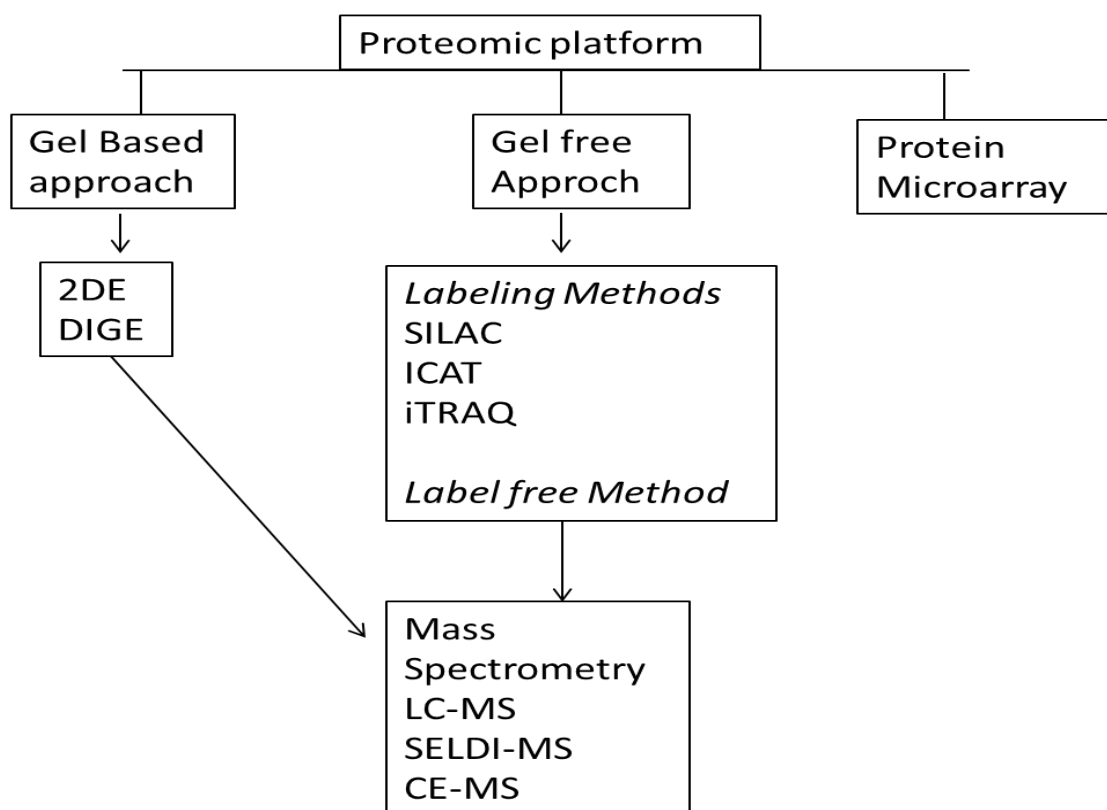 Proteomic platform
Gel Based
approach
Gel free
Approch
Protein
Microarray
2DE
DIGE
Labeling Methods
SILAC
ICAT
iTRAQ
Label free Method
Mass
Spectrometry
LC-MS
SELDI-MS
CE-MS